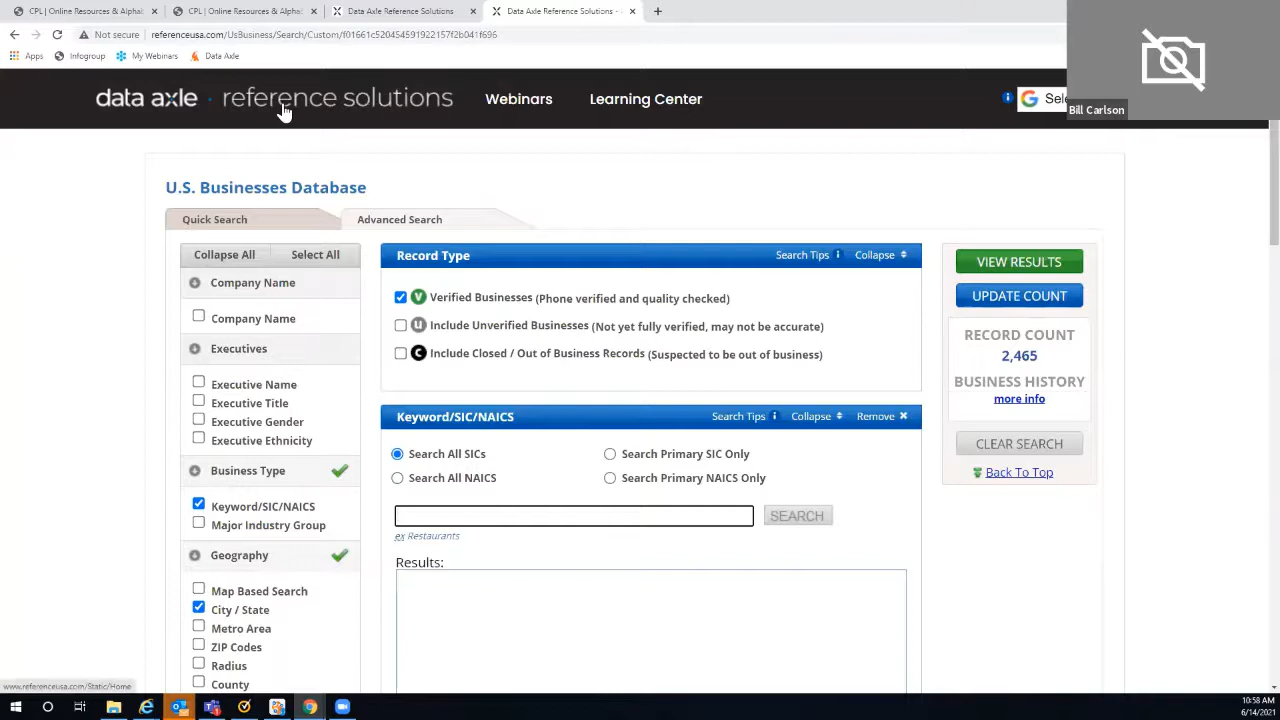 CPL | Online Resources & Alphab
CPL | Online Resources & Alphab
Data Axle Reference Solutions
Data Axle Reference Solutions -
Not secure | referenceusa.com/UsBusiness/Search/Custom/f01661c520454591922157f2b041f696
Apps Infogroup My Webinars Data Axle
data axle · reference solutions Webinars Learning Center
Sele
Bill Carlson
U.S. Businesses Database
Quick Search Advanced Search
Collapse All Select All
Company Name
Company Name
Executives
Executive Name
Executive Title
Executive Gender
Executive Ethnicity
Business Type
Keyword/SIC/NAICS
Major Industry Group
Geography
Map Based Search
City / State
Metro Area
ZIP Codes
Radius
County
Record Type Search Tips i Collapse
V Verified Businesses (Phone verified and quality checked)
u Include Unverified Businesses (Not yet fully verified, may not be accurate)
C Include Closed / Out of Business Records (Suspected to be out of business)
Keyword/SIC/NAICS Search Tips i Collapse Remove
Search All SICs Search Primary SIC Only
Search All NAICS Search Primary NAICS Only
SEARCH
ex Restaurants
Results:
VIEW RESULTS
UPDATE COUNT
RECORD COUNT
2,465
BUSINESS HISTORY
more info
CLEAR SEARCH
Back To Top
www.referenceusa.com/Static/Home
10:58 AM
6/14/2021